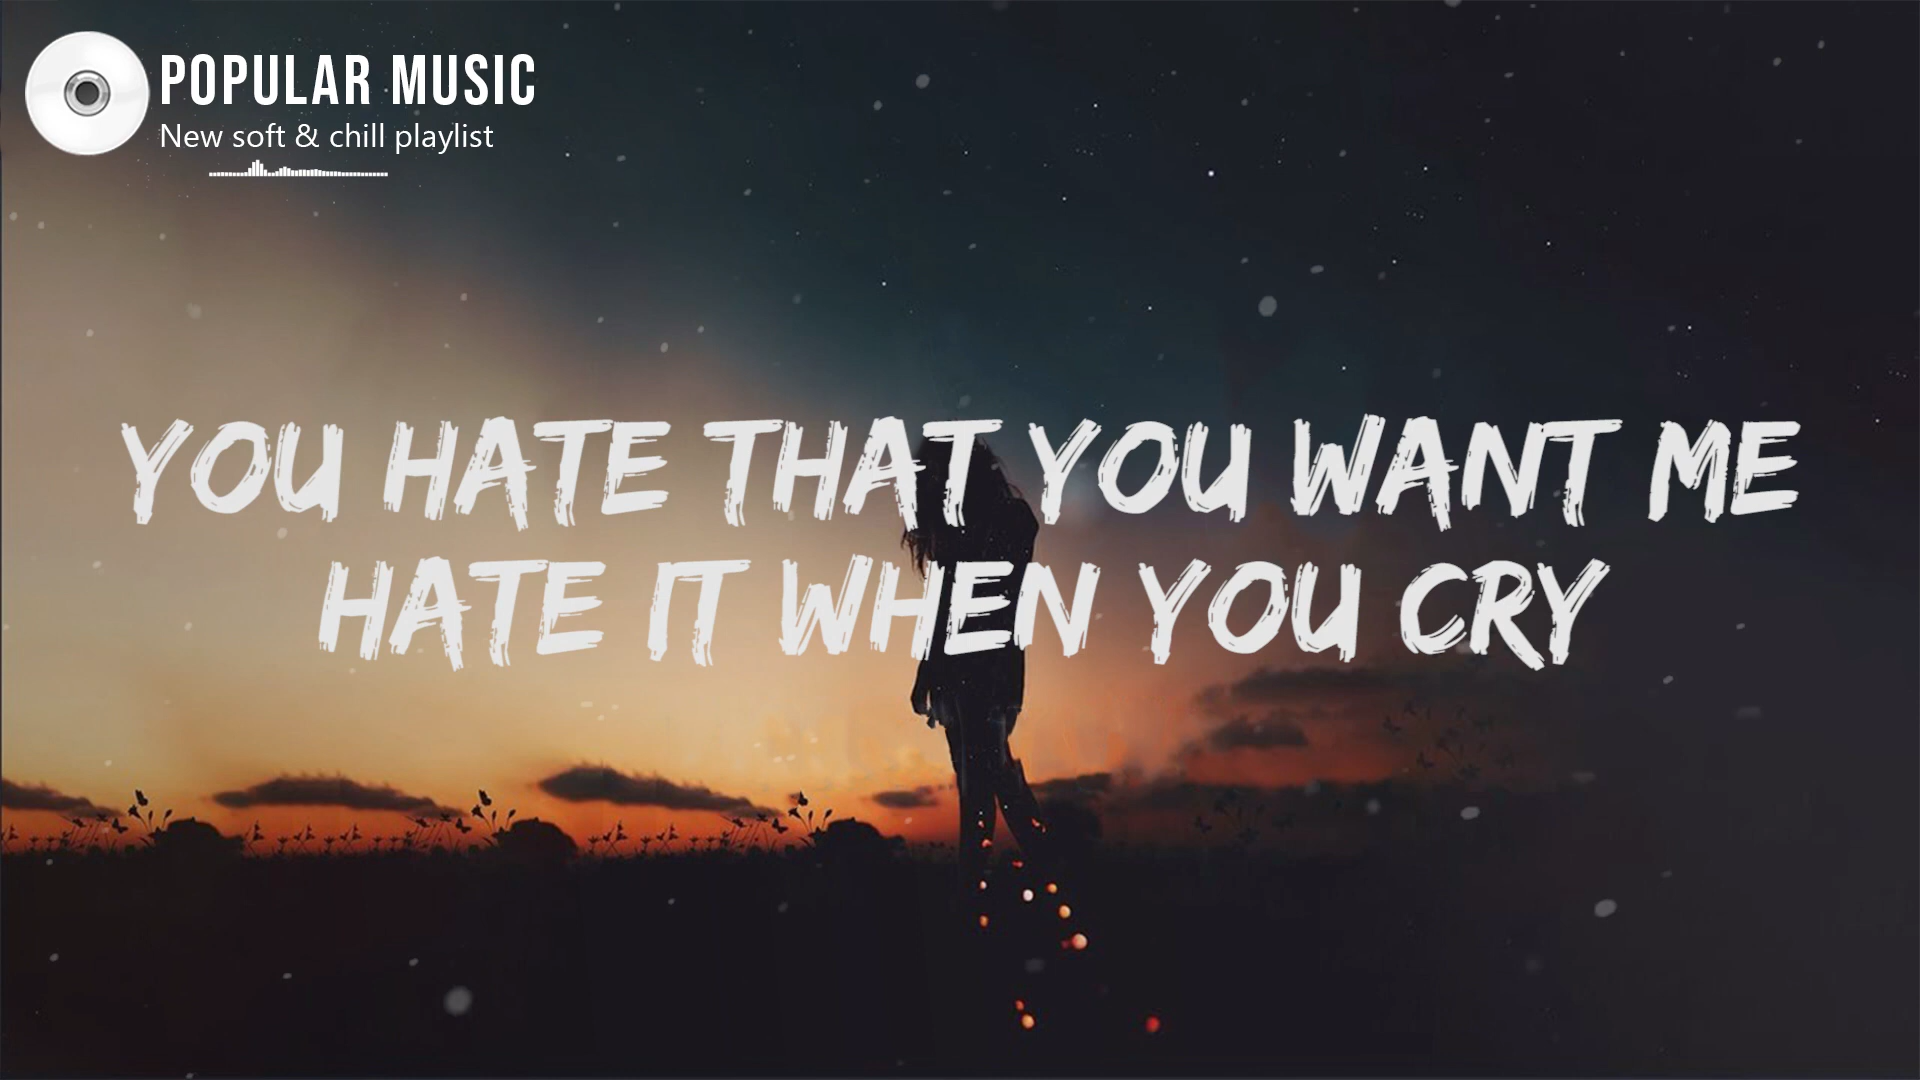 POPULAR MUSIC
New soft & chill playlist
YOU HATE THAT YOU WANT ME
HATE IT WHEN YOU CRY